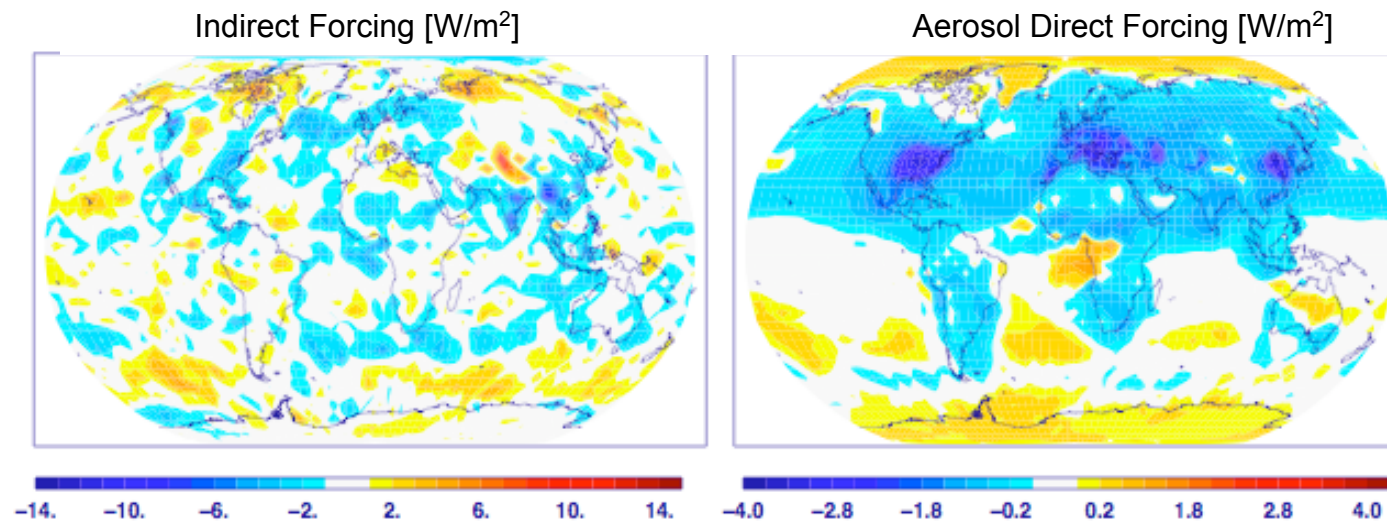 Indirect Forcing [W/m²]
Aerosol Direct Forcing [W/m²]
−14. −10. −6. −2. 2. 6. 10. 14.
−4.0 −2.8 −1.8 −0.2 0.2 1.8 2.8 4.0